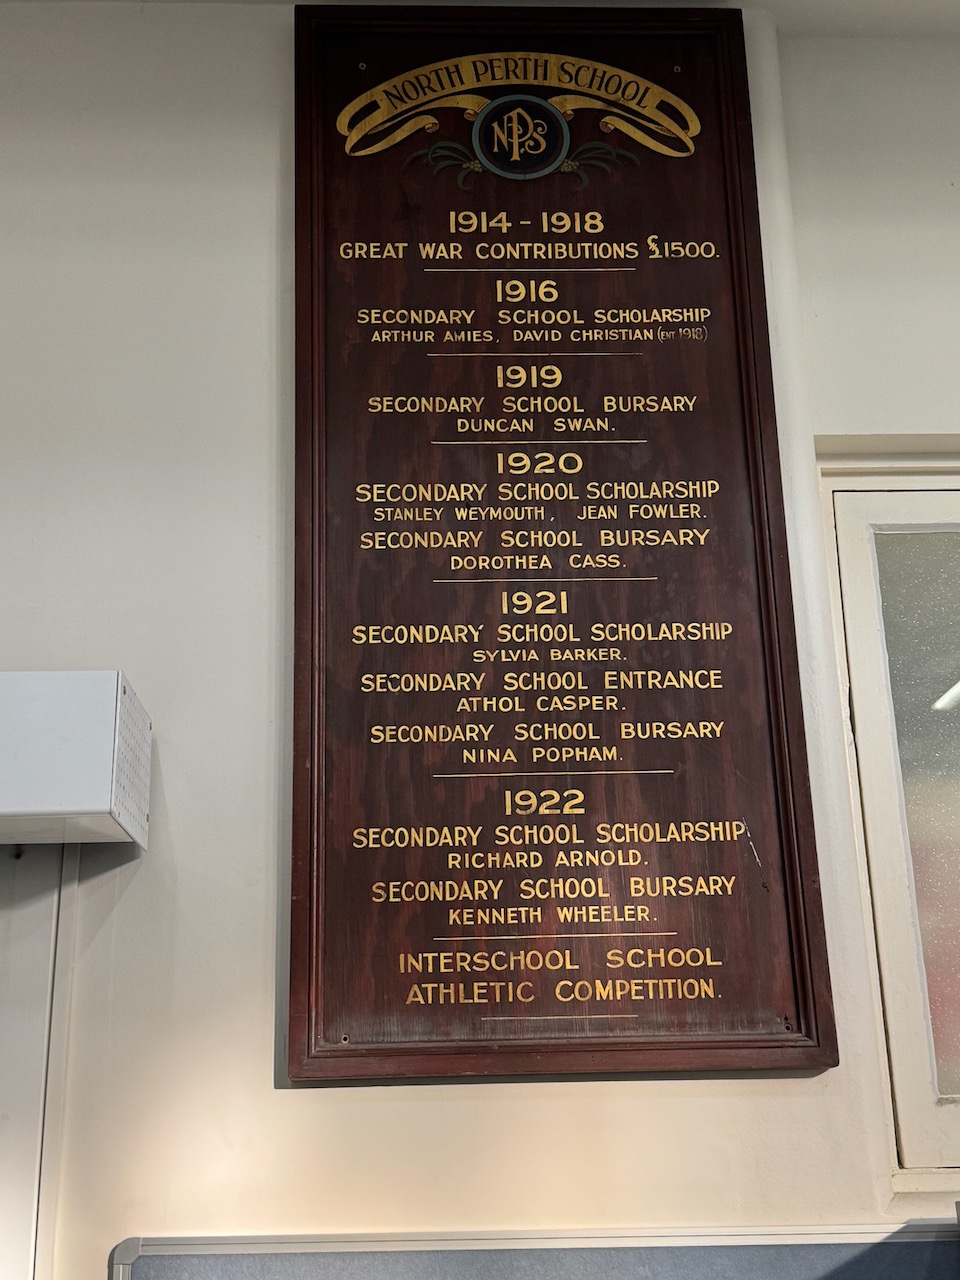 NORTH PERTH SCHOOL
NPS
1914 - 1918
GREAT WAR CONTRIBUTIONS £1500.
1916
SECONDARY SCHOOL SCHOLARSHIP
ARTHUR AMIES, DAVID CHRISTIAN (ENT 1918)
1919
SECONDARY SCHOOL BURSARY
DUNCAN SWAN.
1920
SECONDARY SCHOOL SCHOLARSHIP
STANLEY WEYMOUTH, JEAN FOWLER.
SECONDARY SCHOOL BURSARY
DOROTHEA CASS.
1921
SECONDARY SCHOOL SCHOLARSHIP
SYLVIA BARKER.
SECONDARY SCHOOL ENTRANCE
ATHOL CASPER.
SECONDARY SCHOOL BURSARY
NINA POPHAM.
1922
SECONDARY SCHOOL SCHOLARSHIP
RICHARD ARNOLD.
SECONDARY SCHOOL BURSARY
KENNETH WHEELER.
INTERSCHOOL SCHOOL
ATHLETIC COMPETITION.